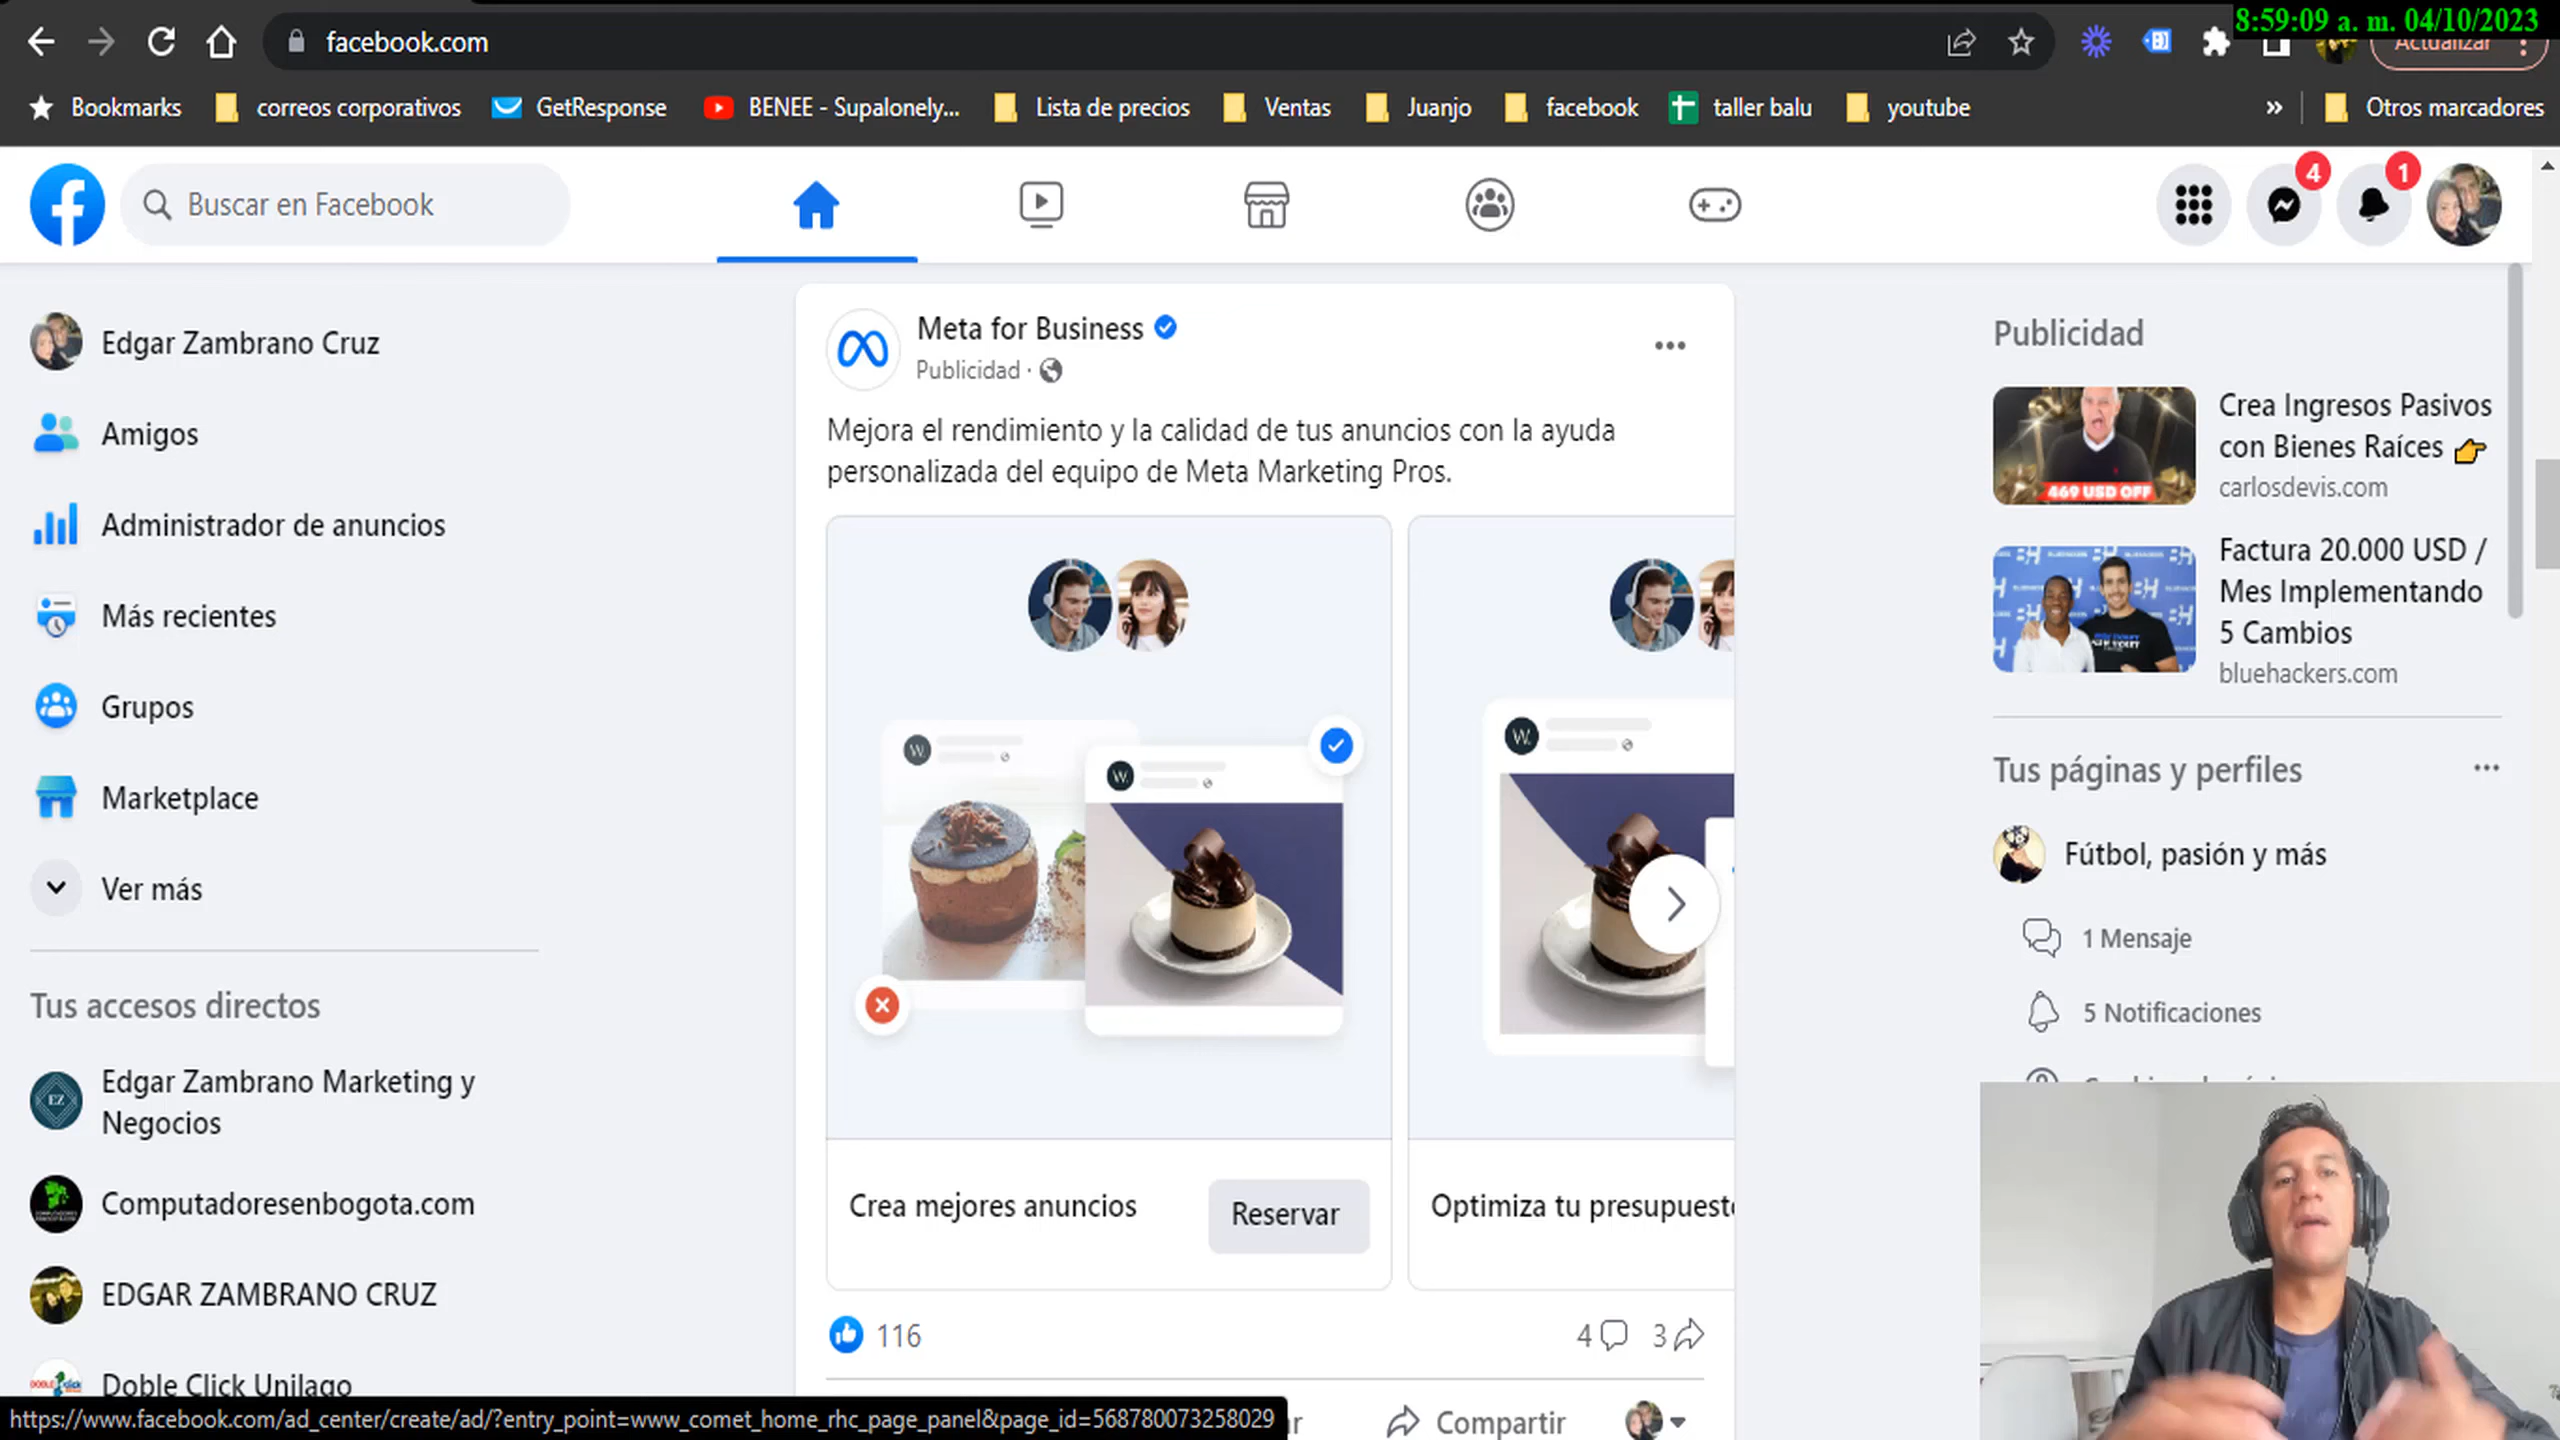 8:59:09 a. m. 04/10/2023
facebook.com
Actualizar
Bookmarks
correos corporativos
GetResponse
BENEE - Supalonely...
Lista de precios
Ventas
Juanjo
facebook
taller balu
youtube
»
Otros marcadores
Buscar en Facebook
4
1
Edgar Zambrano Cruz
Amigos
Administrador de anuncios
Más recientes
Grupos
Marketplace
Ver más
Tus accesos directos
EZ
Edgar Zambrano Marketing y
Negocios
Computadoresenbogota.com
EDGAR ZAMBRANO CRUZ
Doble Click Unilago
Meta for Business
Publicidad ·
Mejora el rendimiento y la calidad de tus anuncios con la ayuda
personalizada del equipo de Meta Marketing Pros.
W.
W.
W.
Crea mejores anuncios
Reservar
Optimiza tu presupuesto
116
4
3
Compartir
Publicidad
469 USD OFF
Crea Ingresos Pasivos
con Bienes Raíces 👉
carlosdevis.com
Factura 20.000 USD /
Mes Implementando
5 Cambios
bluehackers.com
Tus páginas y perfiles
Fútbol, pasión y más
1 Mensaje
5 Notificaciones
https://www.facebook.com/ad_center/create/ad/?entry_point=www_comet_home_rhc_page_panel&page_id=568780073258029